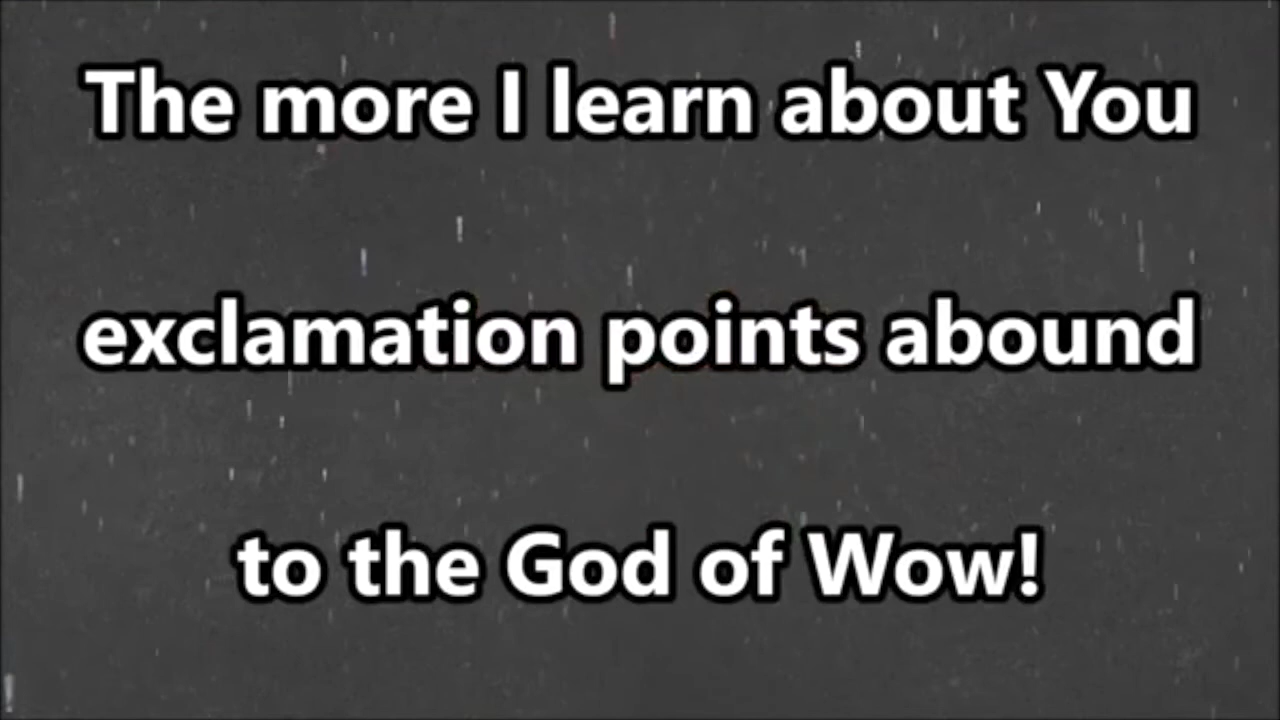 The more I learn about You
exclamation points abound
to the God of Wow!